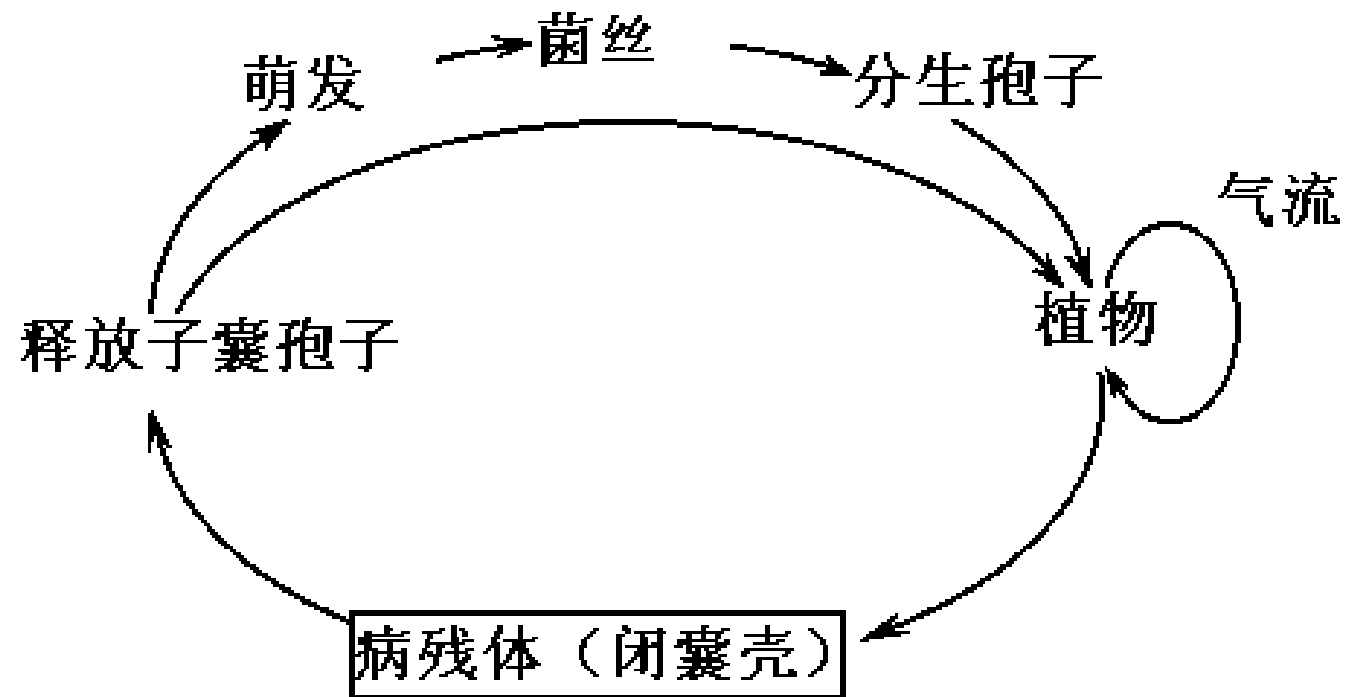 菌丝
萌发
分生孢子
气流
植物
释放子囊孢子
病残体（闭囊壳）